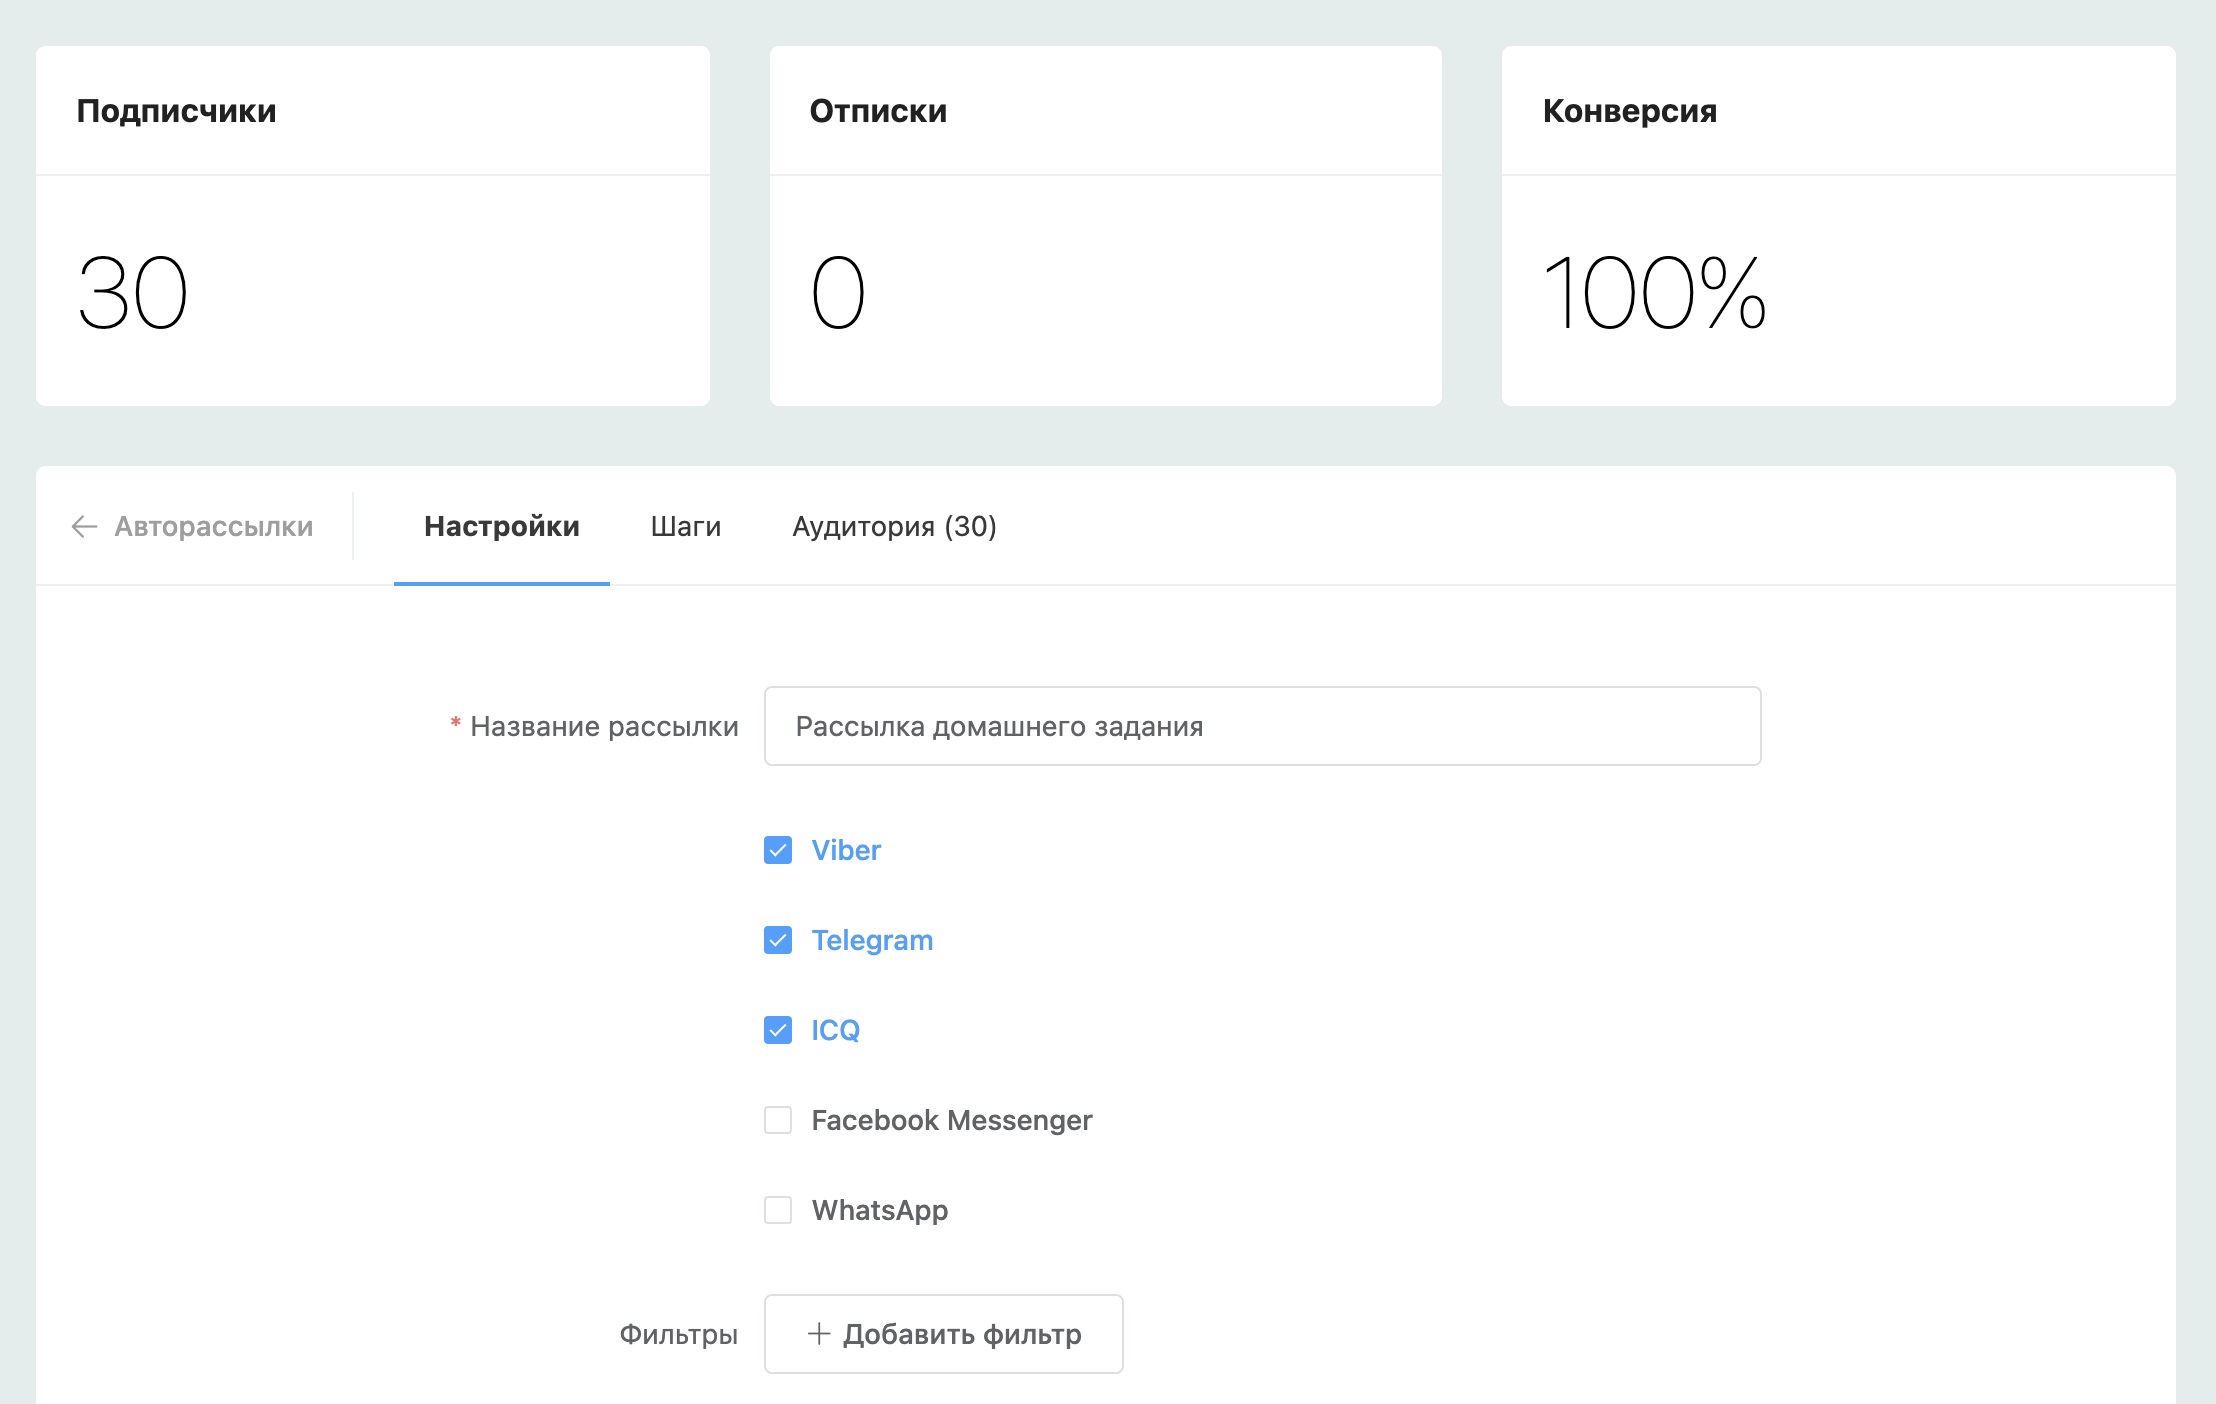 Подписчики
Отписки
Конверсия
30
0
100%
← Авторассылки
Настройки
Шаги
Аудитория (30)
* Название рассылки
Рассылка домашнего задания
Viber
Telegram
ICQ
Facebook Messenger
WhatsApp
Фильтры
+ Добавить фильтр